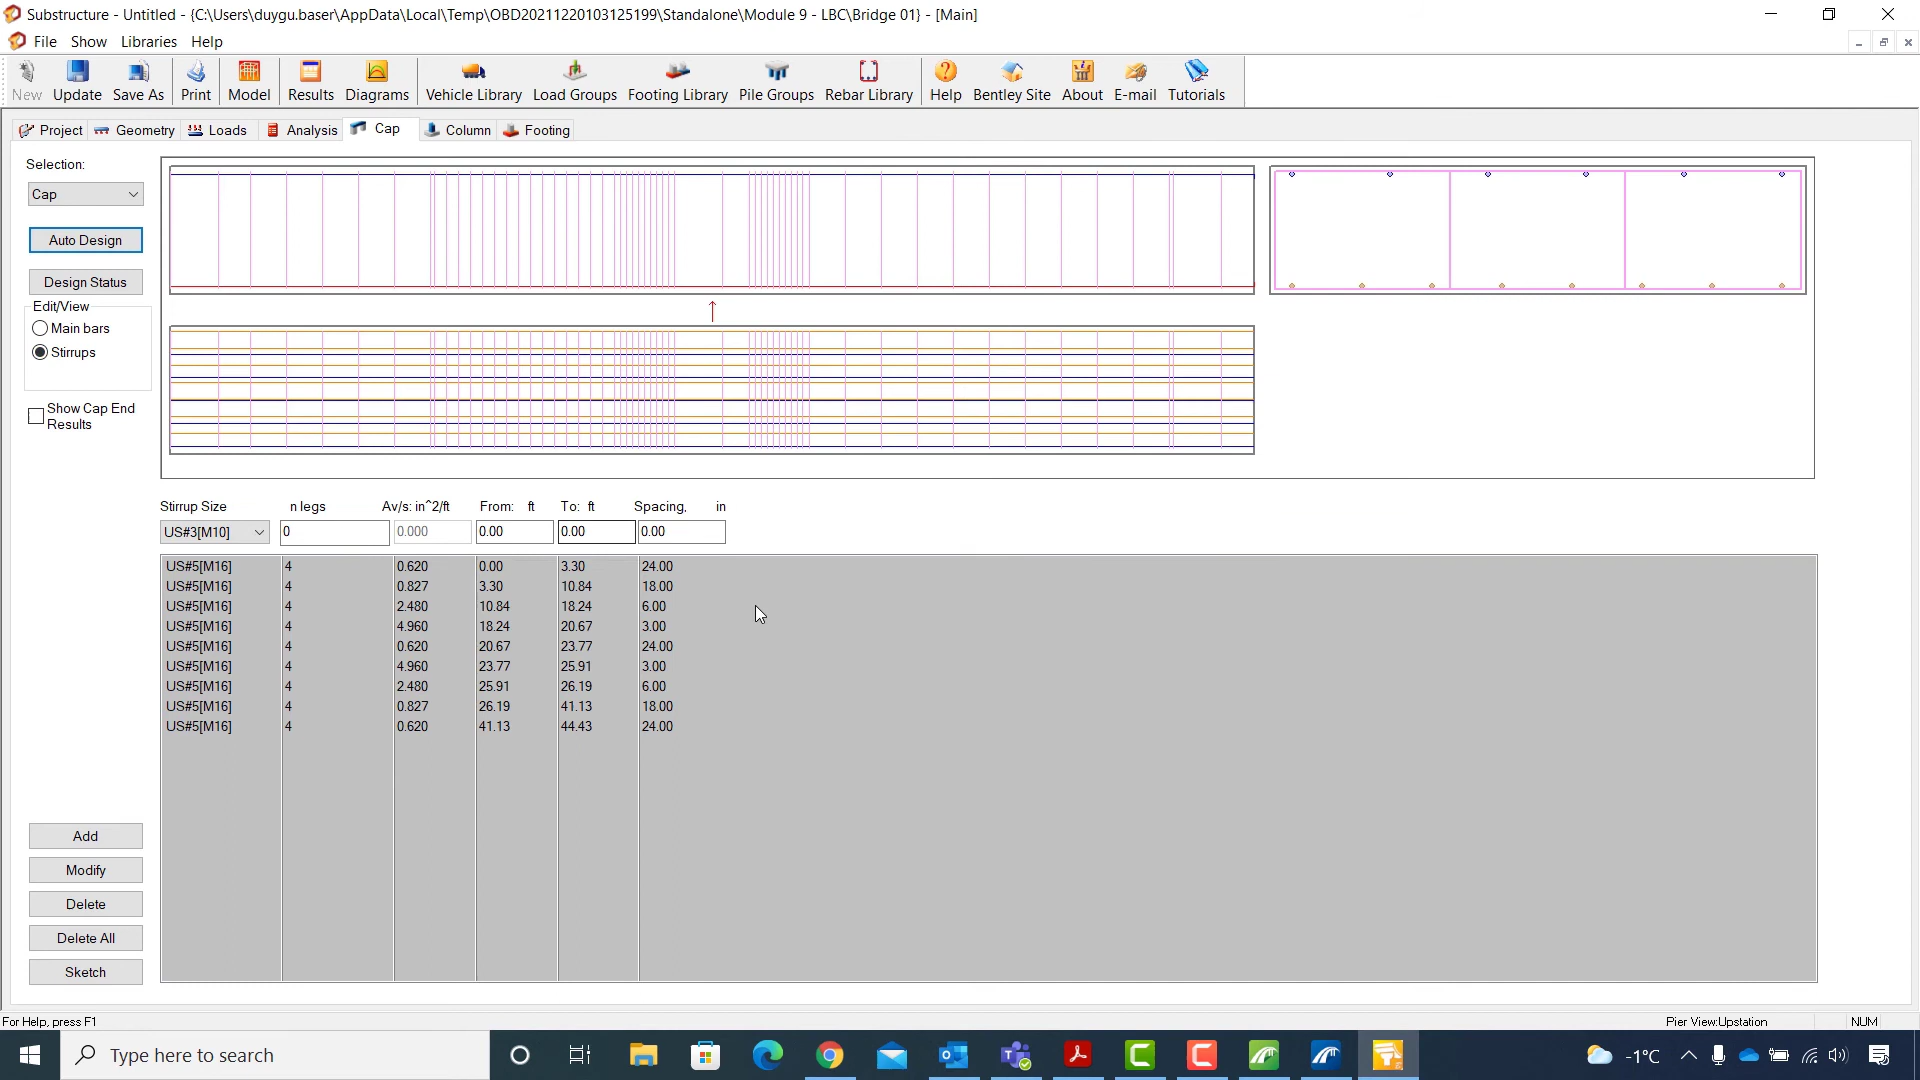 Substructure - Untitled - {C:\Users\duygu.baser\AppData\Local\Temp\OBD20211220103125199\Standalone\Module 9 - LBC\Bridge 01} - [Main]
File Show Libraries Help
New Update Save As Print Model Results Diagrams Vehicle Library Load Groups Footing Library Pile Groups Rebar Library Help Bentley Site About E-mail Tutorials
Project Geometry Loads Analysis Cap Column Footing
Selection:
Cap
Auto Design
Design Status
Edit/View
Main bars
Stirrups
Show Cap End
Results
Stirrup Size n legs Av/s: in^2/ft From: ft To: ft Spacing, in
US#3[M10] 0 0.000 0.00 0.00 0.00
US#5[M16] 4 0.620 0.00 3.30 24.00
US#5[M16] 4 0.827 3.30 10.84 18.00
US#5[M16] 4 2.480 10.84 18.24 6.00
US#5[M16] 4 4.960 18.24 20.67 3.00
US#5[M16] 4 0.620 20.67 23.77 24.00
US#5[M16] 4 4.960 23.77 25.91 3.00
US#5[M16] 4 2.480 25.91 26.19 6.00
US#5[M16] 4 0.827 26.19 41.13 18.00
US#5[M16] 4 0.620 41.13 44.43 24.00
Add
Modify
Delete
Delete All
Sketch
For Help, press F1 Pier View:Upstation NUM
Type here to search -1°C